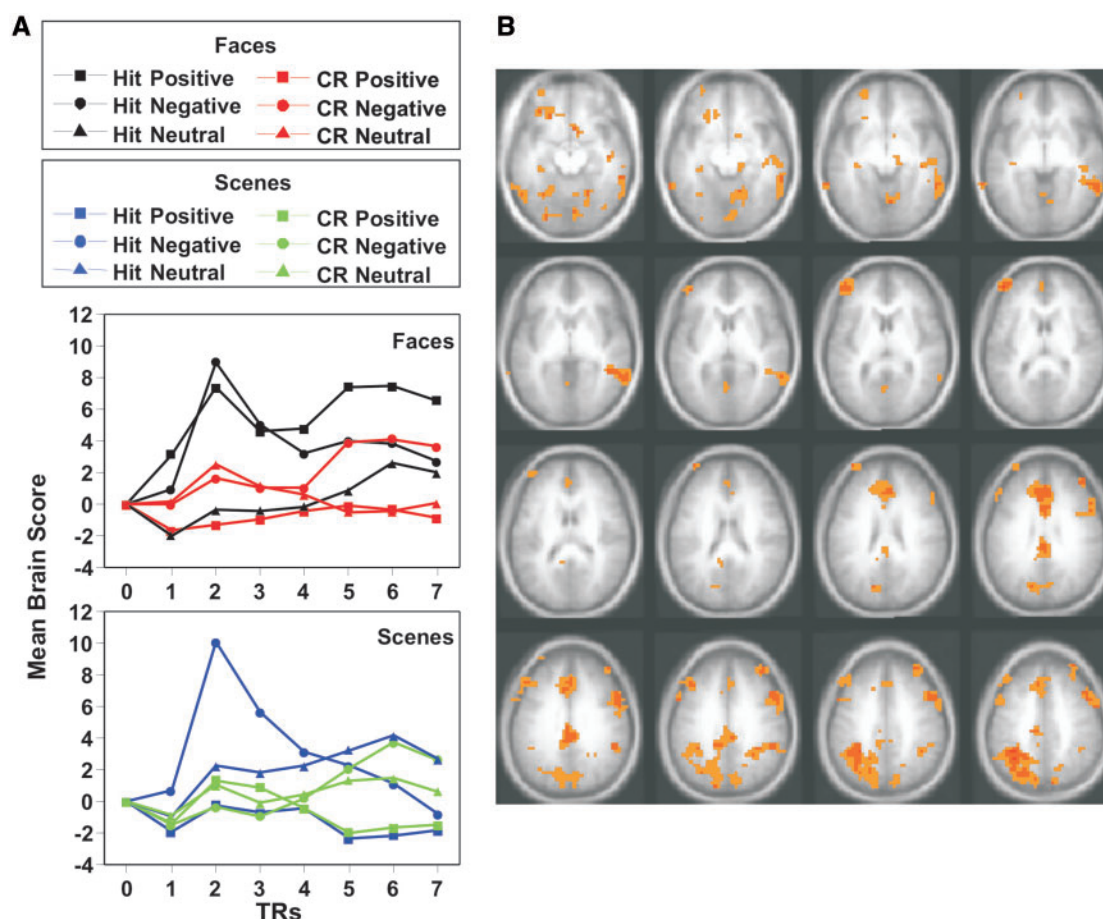 A
B
Faces
Hit Positive CR Positive
Hit Negative CR Negative
Hit Neutral CR Neutral
Scenes
Hit Positive CR Positive
Hit Negative CR Negative
Hit Neutral CR Neutral
Mean Brain Score
12
10
8
6
4
2
0
-2
-4
Faces
0 1 2 3 4 5 6 7
12
10
8
6
4
2
0
-2
-4
Scenes
0 1 2 3 4 5 6 7
TRs